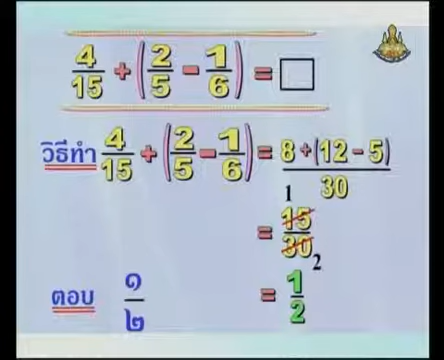 4/15 + (2/5 - 1/6) = □
วิธีทำ 4/15 + (2/5 - 1/6) = 8 + (12 - 5)/30
1
= 15/30
2
ตอบ ๑/๒ = 1/2